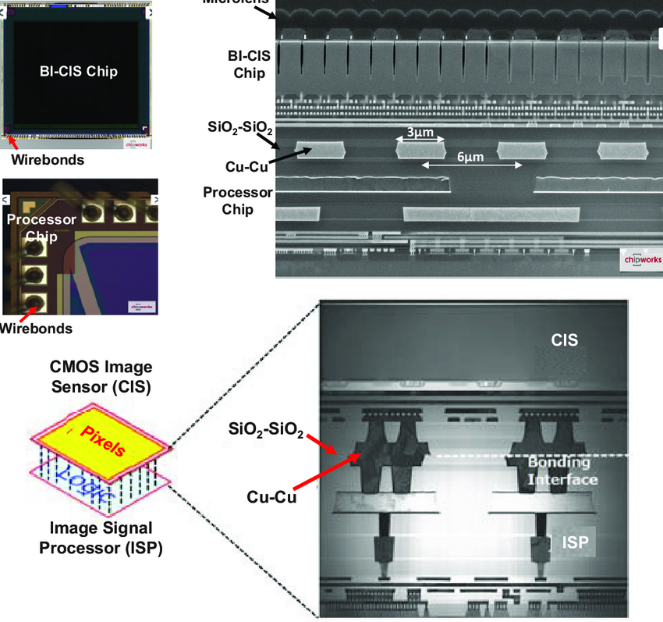 Microlens
BI-CIS Chip
BI-CIS
Chip
SiO₂-SiO₂
3μm
Wirebonds
Cu-Cu
6μm
Processor
Chip
Processor
Chip
chipworks
chipworks
Wirebonds
CMOS Image
Sensor (CIS)
CIS
Pixels
SiO₂-SiO₂
Logic
Bonding
Interface
Cu-Cu
Image Signal
Processor (ISP)
ISP